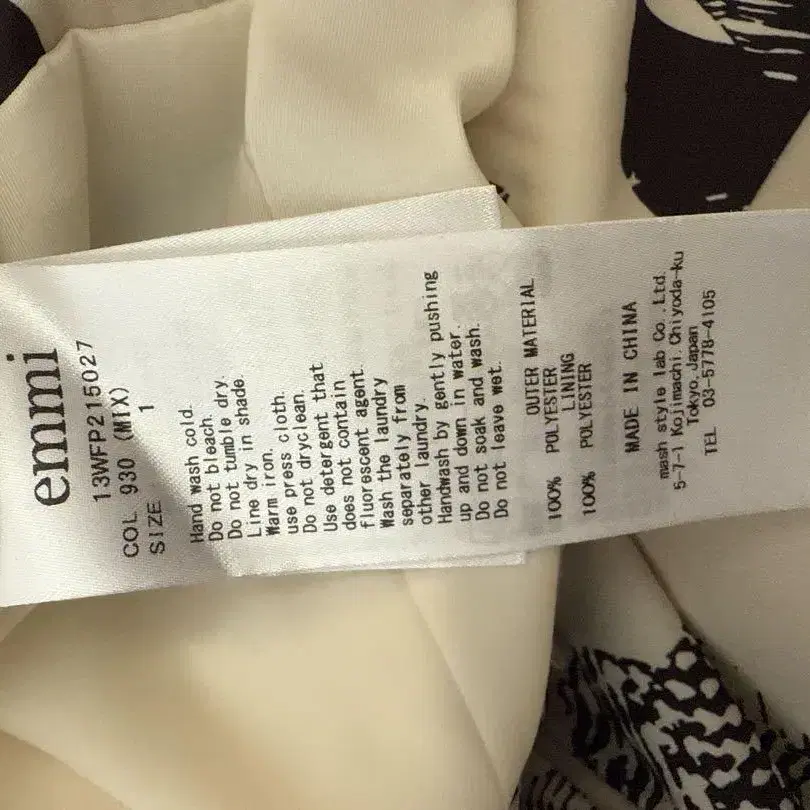 emmi
13WFP215027
COL 930 (MIX)
SIZE 1
Hand wash cold.
Do not bleach.
Do not tumble dry.
Line dry in shade.
Warm iron.
use press cloth.
Do not dryclean.
Use detergent that
does not contain
fluorescent agent.
Wash the laundry
separately from
other laundry.
Handwash by gently pushing
up and down in water.
Do not soak and wash.
Do not leave wet.
OUTER MATERIAL
100% POLYESTER
LINING
100% POLYESTER
MADE IN CHINA
mash style lab Co.,Ltd.
5-7-1 Kojimachi, Chiyoda-ku
Tokyo,Japan
TEL 03-5778-4105